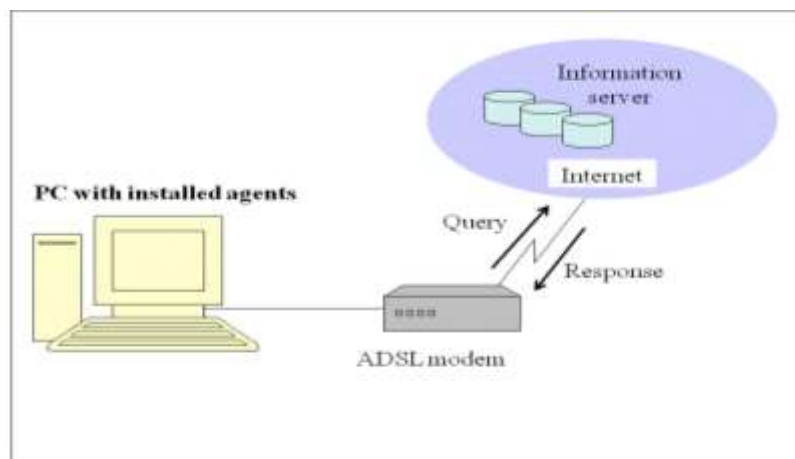 Information
server
Internet
PC with installed agents
Query
Response
ADSL modem